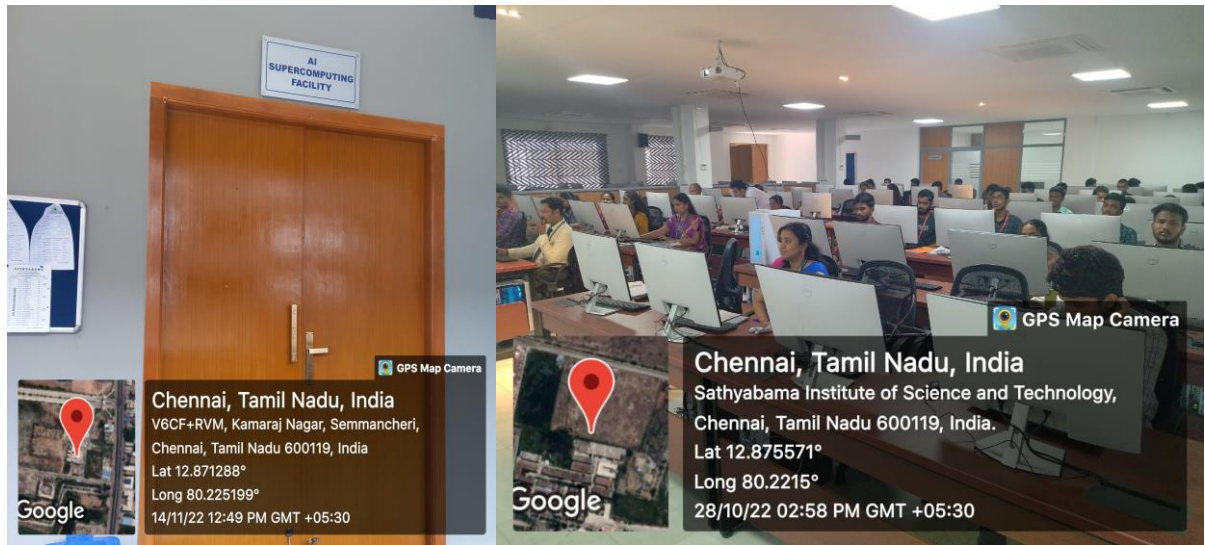 AI
SUPERCOMPUTING
FACILITY
GPS Map Camera
Chennai, Tamil Nadu, India
V6CF+RVM, Kamaraj Nagar, Semmancheri,
Chennai, Tamil Nadu 600119, India
Lat 12.871288°
Long 80.225199°
14/11/22 12:49 PM GMT +05:30
Google
GPS Map Camera
Chennai, Tamil Nadu, India
Sathyabama Institute of Science and Technology,
Chennai, Tamil Nadu 600119, India.
Lat 12.875571°
Long 80.2215°
28/10/22 02:58 PM GMT +05:30
Google